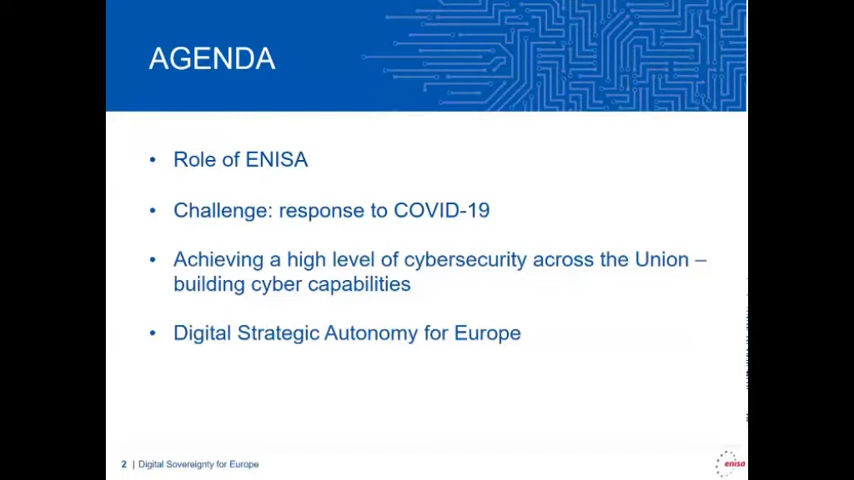 AGENDA
• Role of ENISA
• Challenge: response to COVID-19
• Achieving a high level of cybersecurity across the Union –
building cyber capabilities
• Digital Strategic Autonomy for Europe
2 | Digital Sovereignty for Europe
enisa